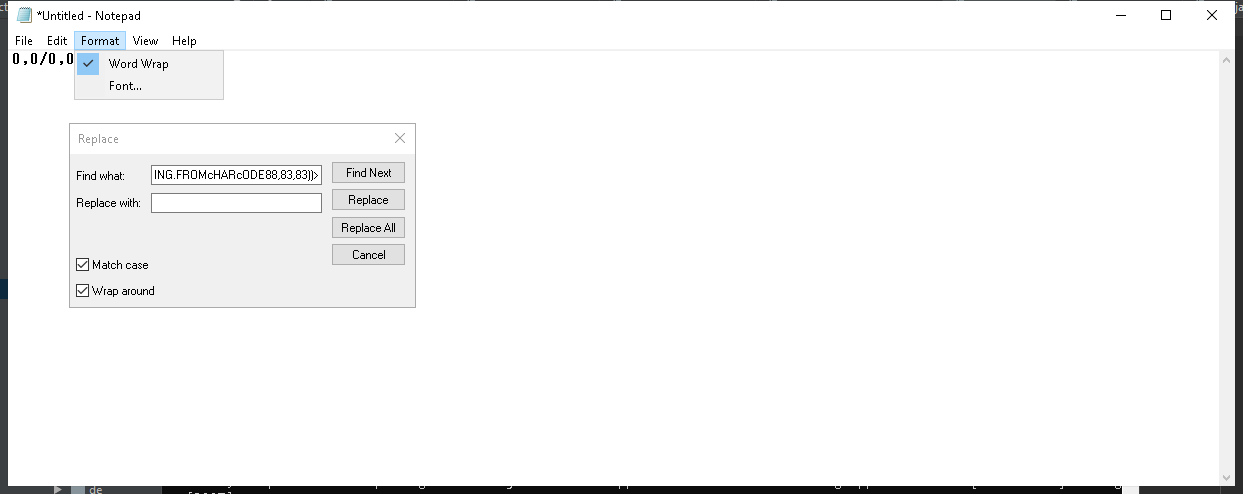 *Untitled - Notepad
File Edit Format View Help
0,0/0,0
Word Wrap
Font...
Replace
Find what: ING.FROMcHARcODE88,83,83))> Find Next
Replace with: Replace
Replace All
Cancel
Match case
Wrap around
de